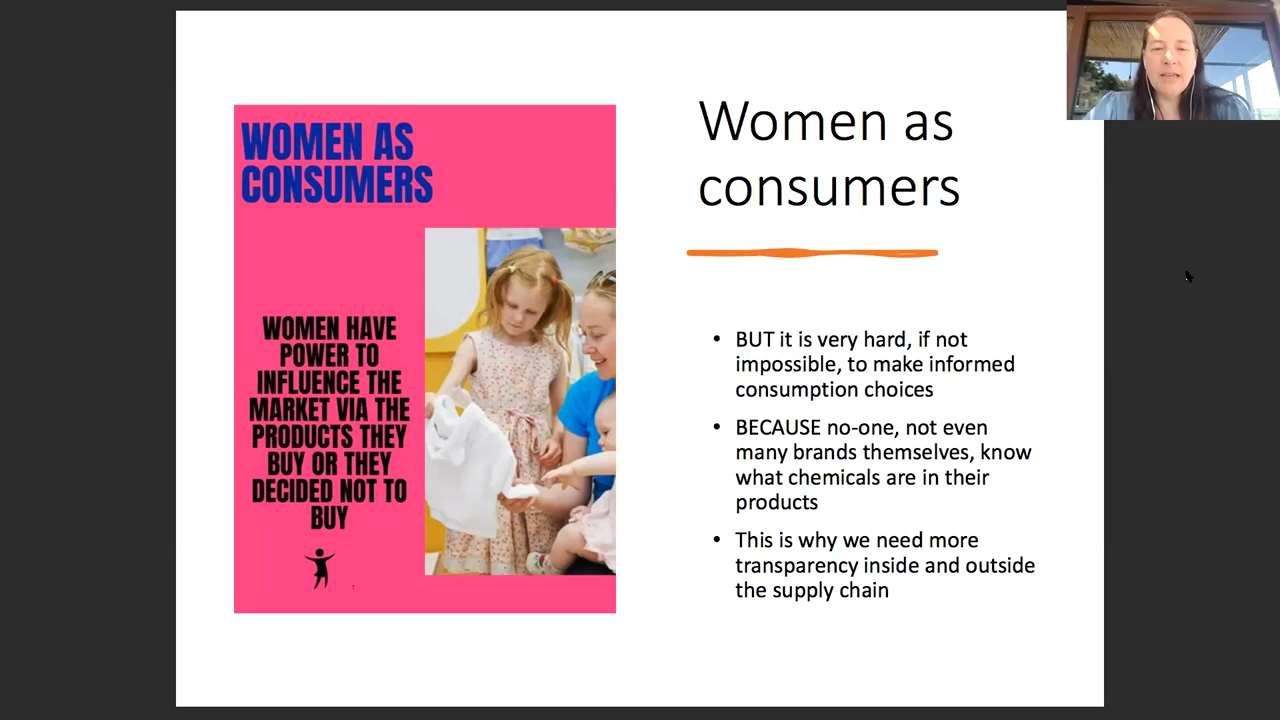 WOMEN AS
CONSUMERS
WOMEN HAVE
POWER TO
INFLUENCE THE
MARKET VIA THE
PRODUCTS THEY
BUY OR THEY
DECIDED NOT TO
BUY
Women as
consumers
• BUT it is very hard, if not
impossible, to make informed
consumption choices
• BECAUSE no-one, not even
many brands themselves, know
what chemicals are in their
products
• This is why we need more
transparency inside and outside
the supply chain